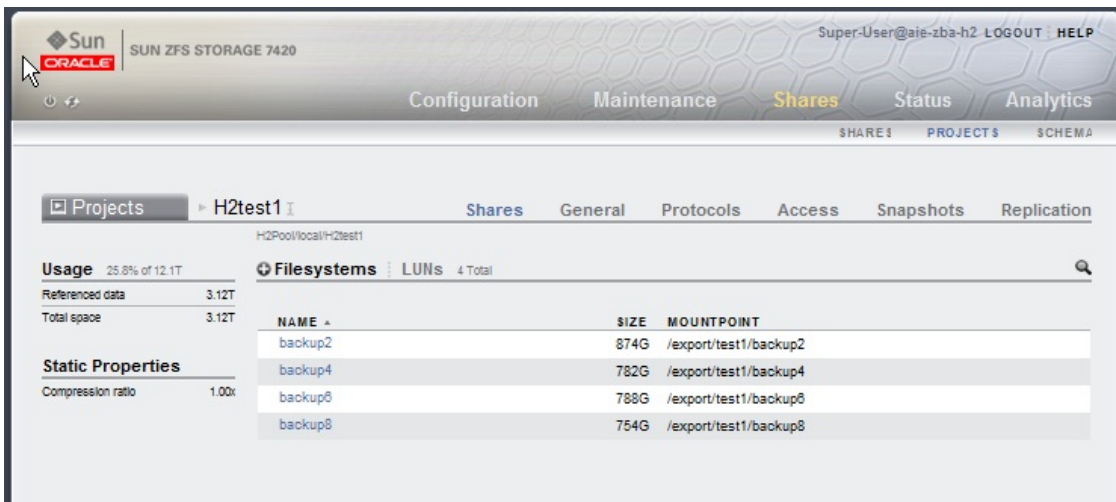 Sun
ORACLE
SUN ZFS STORAGE 7420
Super-User@aie-zba-h2 LOGOUT HELP
Configuration Maintenance Shares Status Analytics
SHARES PROJECTS SCHEMA
Projects H2test1 Shares General Protocols Access Snapshots Replication
H2Pool/local/H2test1
Usage 25.8% of 12.1T
Filesystems LUNs 4 Total
Referenced data 3.12T
Total space 3.12T
NAME SIZE MOUNTPOINT
backup2 874G /export/test1/backup2
Static Properties
backup4 782G /export/test1/backup4
Compression ratio 1.00x
backup6 788G /export/test1/backup6
backup8 754G /export/test1/backup8